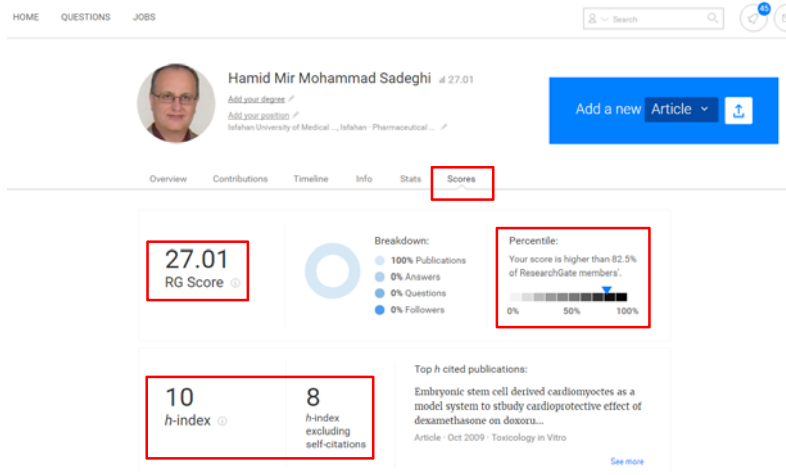 HOME QUESTIONS JOBS Search 45
Hamid Mir Mohammad Sadeghi 27.01
Add your degree
Add your position
Isfahan University of Medical ..., Isfahan · Pharmaceutical ...
Add a new Article
Overview Contributions Timeline Info Stats Scores
27.01
RG Score
Breakdown:
100% Publications
0% Answers
0% Questions
0% Followers
Percentile:
Your score is higher than 82.5%
of ResearchGate members'.
0% 50% 100%
10
h-index
8
h-index
excluding
self-citations
Top h cited publications:
Embryonic stem cell derived cardiomyoctes as a
model system to stbudy cardioprotective effect of
dexamethasone on doxoru...
Article · Oct 2009 · Toxicology in Vitro
See more